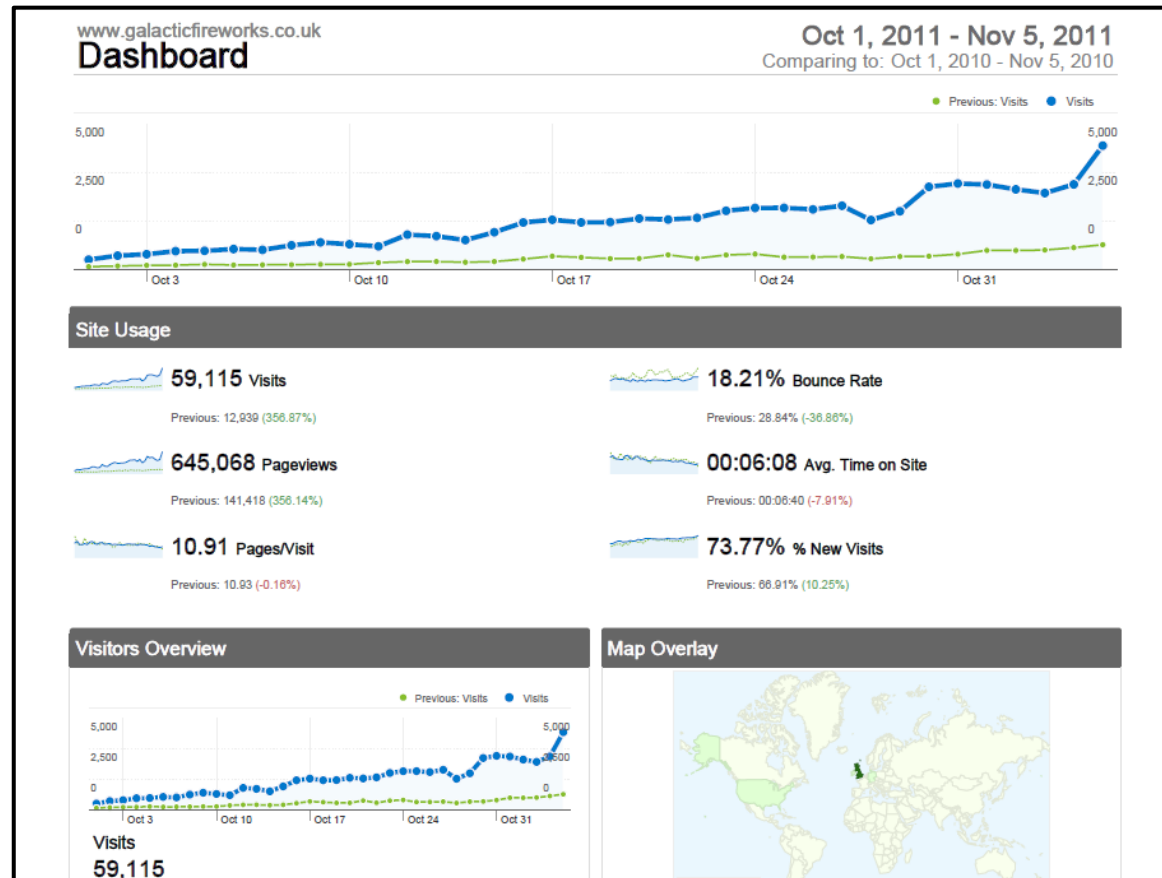 www.galacticfireworks.co.uk
Dashboard
Oct 1, 2011 - Nov 5, 2011
Comparing to: Oct 1, 2010 - Nov 5, 2010
Previous: Visits Visits
5,000 5,000
2,500 2,500
0 0
Oct 3 Oct 10 Oct 17 Oct 24 Oct 31
Site Usage
59,115 Visits
Previous: 12,939 (356.87%)
18.21% Bounce Rate
Previous: 28.84% (-36.86%)
645,068 Pageviews
Previous: 141,418 (356.14%)
00:06:08 Avg. Time on Site
Previous: 00:06:40 (-7.91%)
10.91 Pages/Visit
Previous: 10.93 (-0.16%)
73.77% % New Visits
Previous: 66.91% (10.25%)
Visitors Overview
Previous: Visits Visits
5,000 5,000
2,500 2,500
0 0
Oct 3 Oct 10 Oct 17 Oct 24 Oct 31
Visits
59,115
Map Overlay